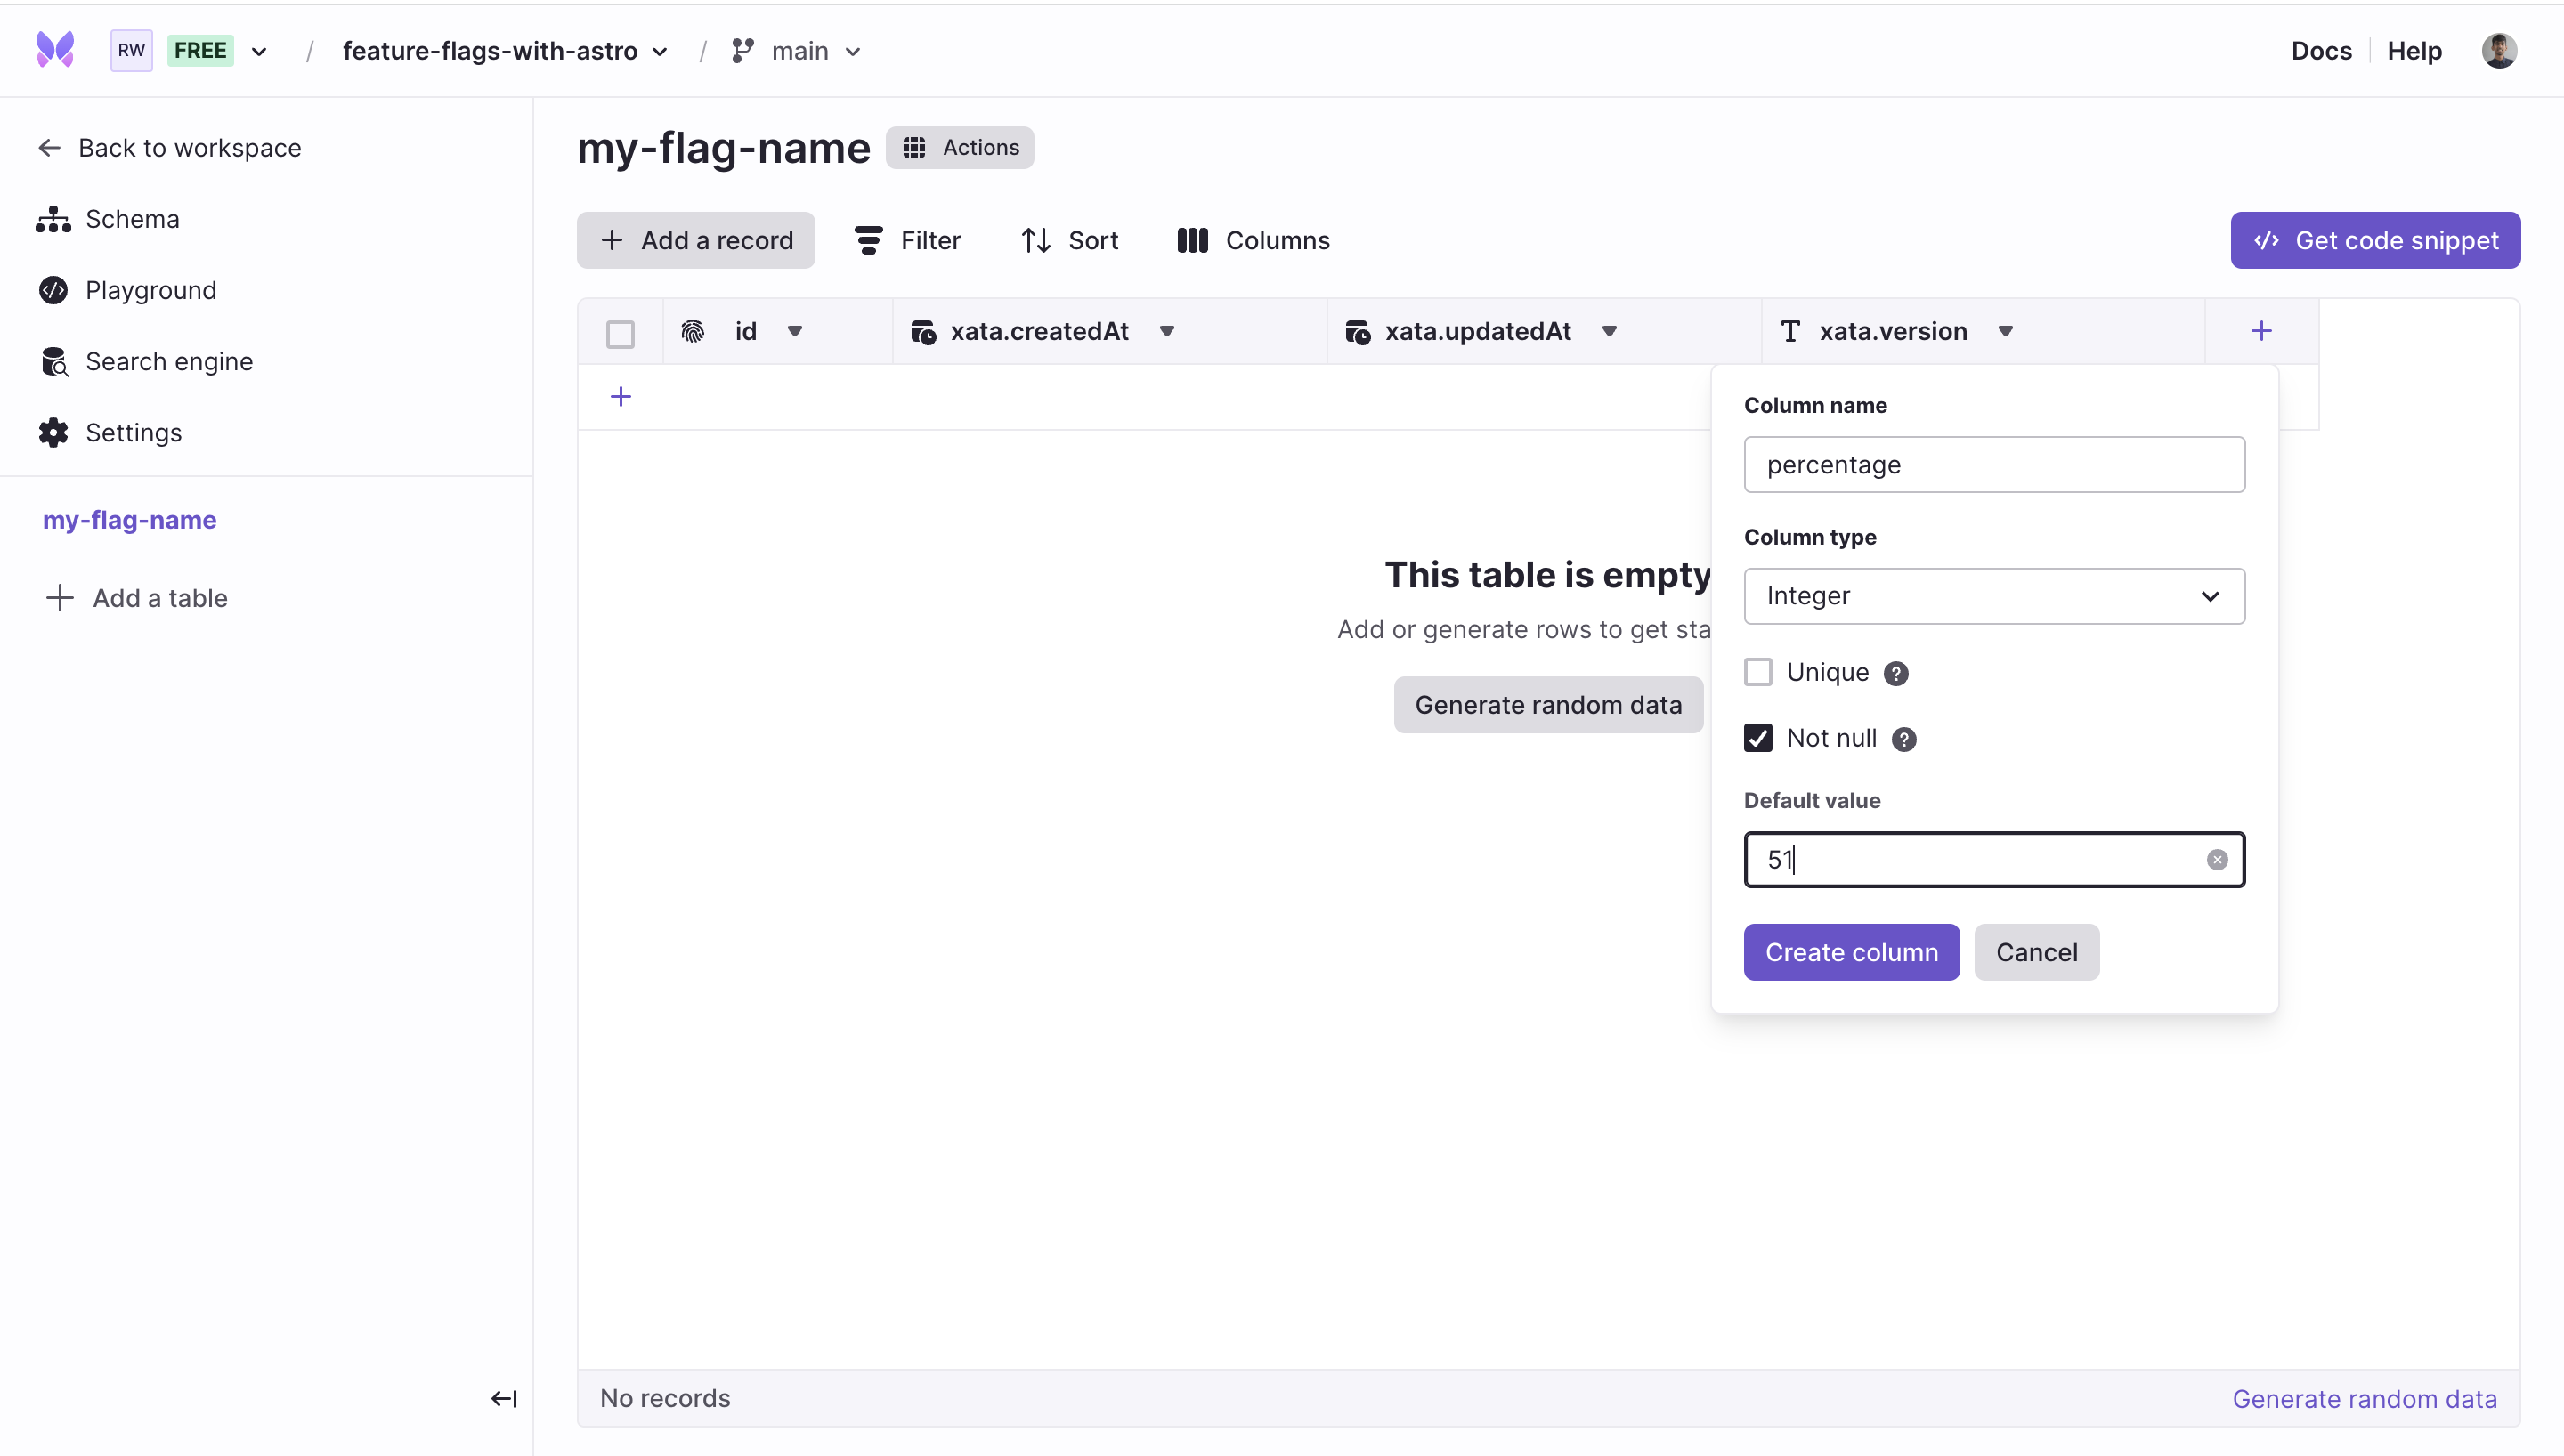 RW FREE / feature-flags-with-astro / main
Docs Help
Back to workspace
Schema
Playground
Search engine
Settings
my-flag-name
Add a table
my-flag-name Actions
Add a record Filter Sort Columns
Get code snippet
id xata.createdAt xata.updatedAt xata.version
This table is empty
Add or generate rows to get sta
Generate random data
Column name
percentage
Column type
Integer
Unique
Not null
Default value
51
Create column Cancel
No records
Generate random data